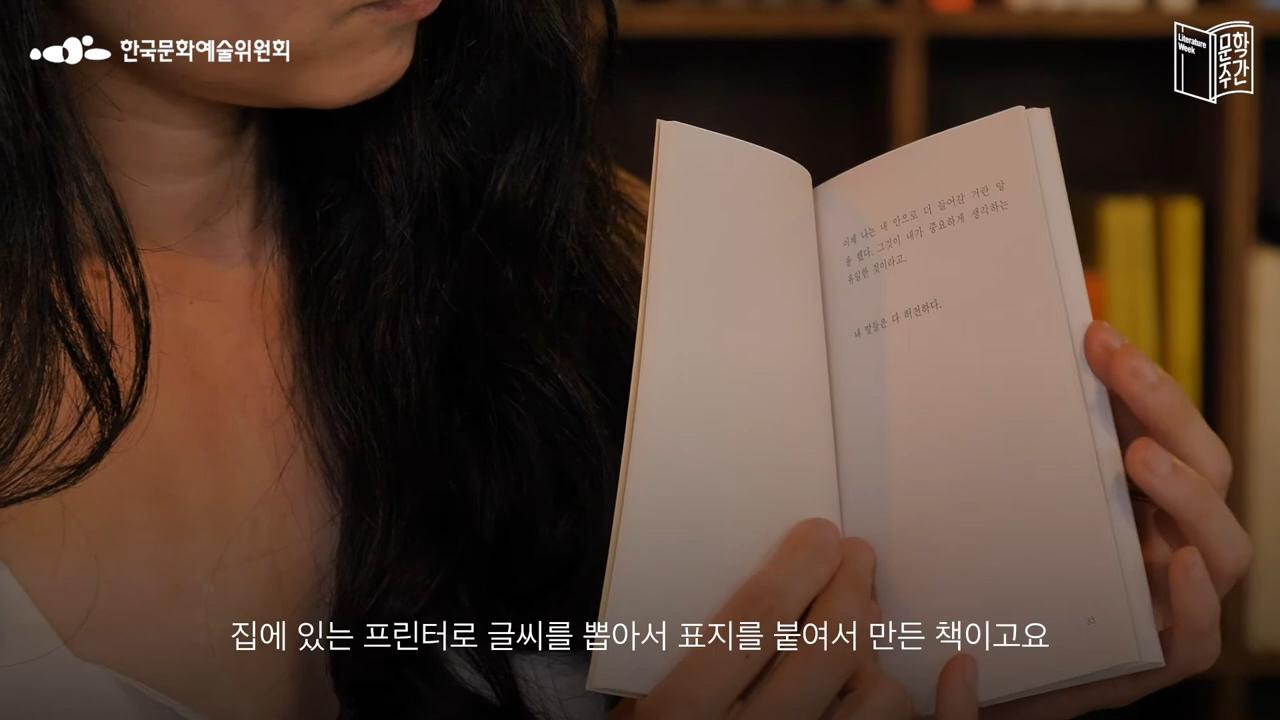 한국문화예술위원회
Literature
Week
문학
주간
이제 나는 내 안으로 더 들어갈 거란 말
을 했다. 그것이 내가 중요하게 생각하는
유일한 것이라고.
내 말들은 다 허전하다.
33
집에 있는 프린터로 글씨를 뽑아서 표지를 붙여서 만든 책이고요